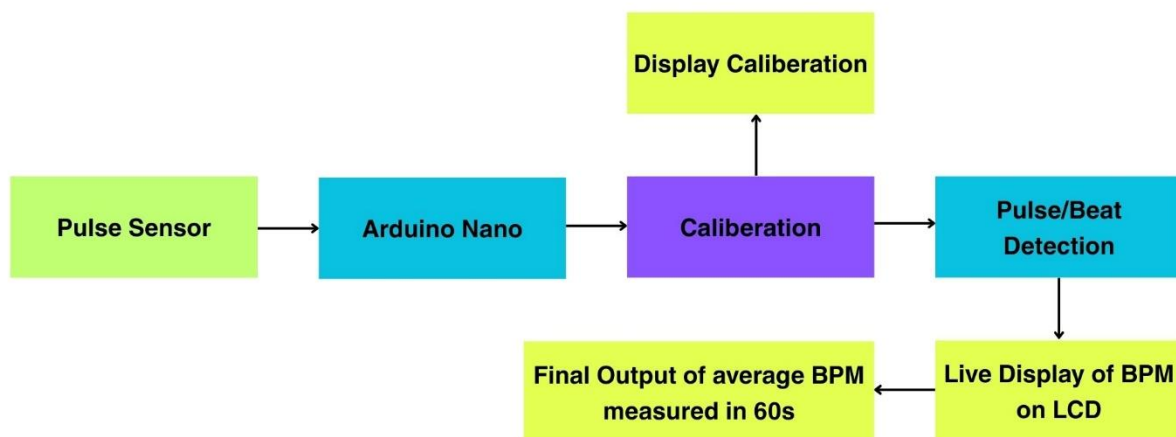 Display Caliberation
Pulse Sensor
Arduino Nano
Caliberation
Pulse/Beat
Detection
Final Output of average BPM
measured in 60s
Live Display of BPM
on LCD